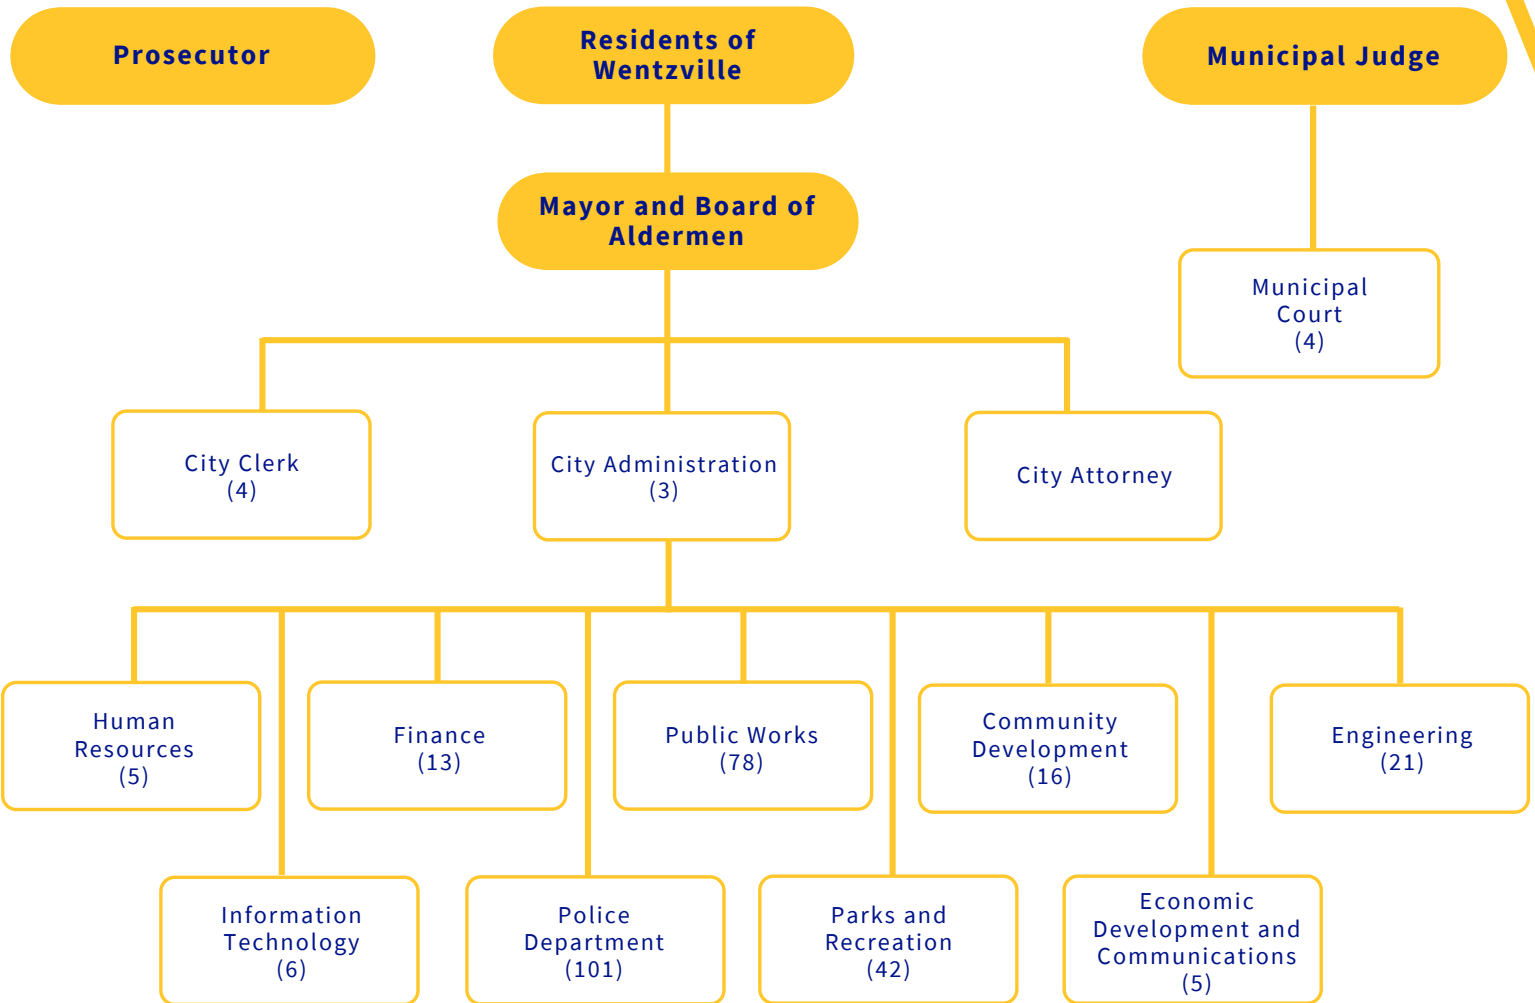 Prosecutor
Residents of
Wentzville
Municipal Judge
Mayor and Board of
Aldermen
Municipal
Court
(4)
City Clerk
(4)
City Administration
(3)
City Attorney
Human
Resources
(5)
Finance
(13)
Public Works
(78)
Community
Development
(16)
Engineering
(21)
Information
Technology
(6)
Police
Department
(101)
Parks and
Recreation
(42)
Economic
Development and
Communications
(5)